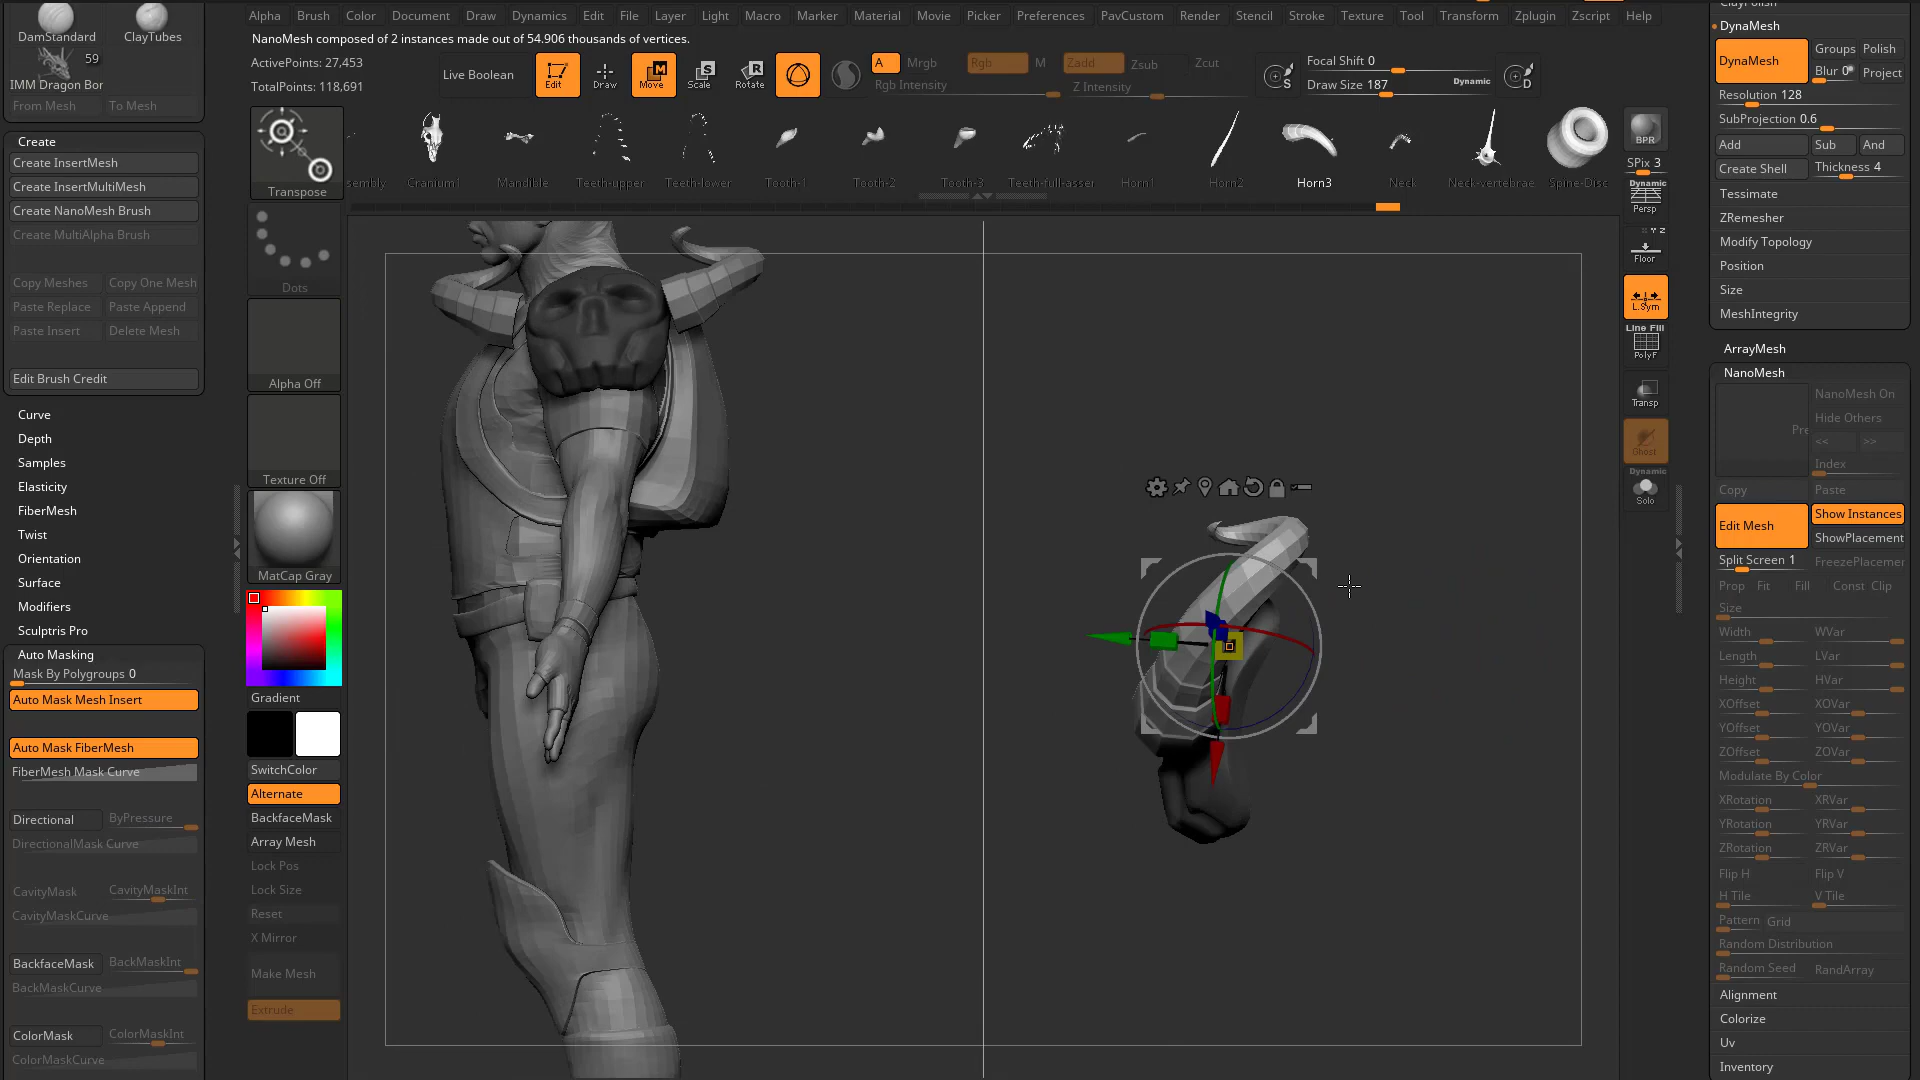 Alpha Brush Color Document Draw Dynamics Edit File Layer Light Macro Marker Material Movie Picker Preferences PavCustom Render Stencil Stroke Texture Tool Transform Zplugin Zscript Help
NanoMesh composed of 2 instances made out of 54.906 thousands of vertices.
ActivePoints: 27,453
TotalPoints: 118,691
Live Boolean
Edit
Draw
Move
Scale
Rotate
A
Mrgb
Rgb
M
Rgb Intensity
Zadd
Zsub
Zcut
Z Intensity
S
Focal Shift 0
Draw Size 187
Dynamic
D
DamStandard
ClayTubes
59
IMM Dragon Bor
From Mesh
To Mesh
Create
Create InsertMesh
Create InsertMultiMesh
Create NanoMesh Brush
Create MultiAlpha Brush
Copy Meshes
Copy One Mesh
Paste Replace
Paste Append
Paste Insert
Delete Mesh
Edit Brush Credit
Curve
Depth
Samples
Elasticity
FiberMesh
Twist
Orientation
Surface
Modifiers
Sculptris Pro
Auto Masking
Mask By Polygroups 0
Auto Mask Mesh Insert
Auto Mask FiberMesh
FiberMesh Mask Curve
Directional
ByPressure
DirectionalMask Curve
CavityMask
CavityMaskInt
CavityMaskCurve
BackfaceMask
BackMaskInt
BackMaskCurve
ColorMask
ColorMaskInt
ColorMaskCurve
Transpose
Dots
Alpha Off
Texture Off
MatCap Gray
Gradient
SwitchColor
Alternate
BackfaceMask
Array Mesh
Lock Pos
Lock Size
Reset
X Mirror
Make Mesh
Extrude
sembly
Cranium1
Mandible
Teeth-upper
Teeth-lower
Tooth-1
Tooth-2
Tooth-3
Teeth-full-asser
Horn1
Horn2
Horn3
Neck
Neck-vertebrae
Spine-Disc
BPR
SPix 3
Dynamic
Persp
X Y Z
Floor
L.Sym
Line Fill
PolyF
Transp
Ghost
Dynamic
Solo
ClayPolish
DynaMesh
DynaMesh
Groups
Polish
Blur 0
Project
Resolution 128
SubProjection 0.6
Add
Sub
And
Create Shell
Thickness 4
Tessimate
ZRemesher
Modify Topology
Position
Size
MeshIntegrity
ArrayMesh
NanoMesh
Pre
NanoMesh On
Hide Others
<<
>>
Index
Copy
Paste
Edit Mesh
Show Instances
ShowPlacement
Split Screen 1
FreezePlacemen
Prop
Fit
Fill
Const
Clip
Size
Width
WVar
Length
LVar
Height
HVar
XOffset
XOVar
YOffset
YOVar
ZOffset
ZOVar
Modulate By Color
XRotation
XRVar
YRotation
YRVar
ZRotation
ZRVar
Flip H
Flip V
H Tile
V Tile
Pattern
Grid
Random Distribution
Random Seed
RandArray
Alignment
Colorize
Uv
Inventory